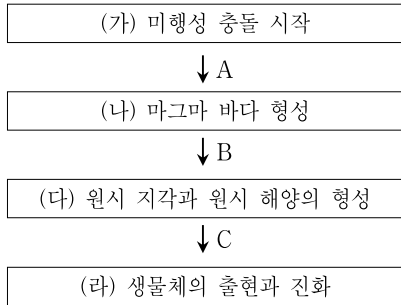 (가) 미행성 충돌 시작
A
(나) 마그마 바다 형성
B
(다) 원시 지각과 원시 해양의 형성
C
(라) 생물체의 출현과 진화